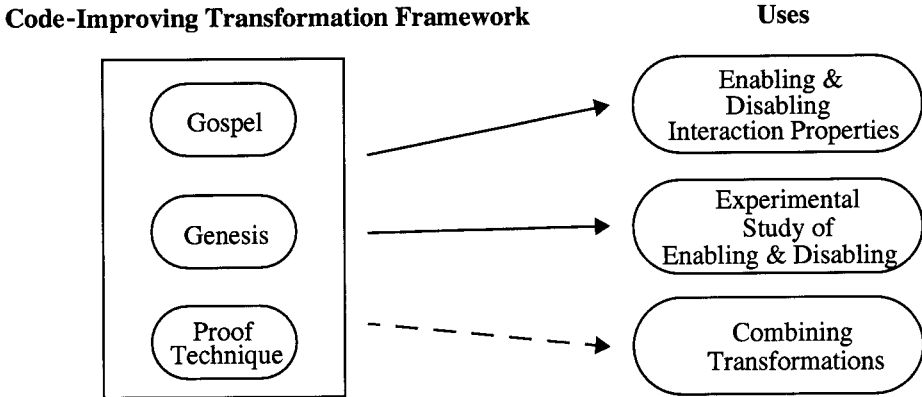 Code-Improving Transformation Framework
Uses
Gospel
Genesis
Proof
Technique
Enabling &
Disabling
Interaction Properties
Experimental
Study of
Enabling & Disabling
Combining
Transformations